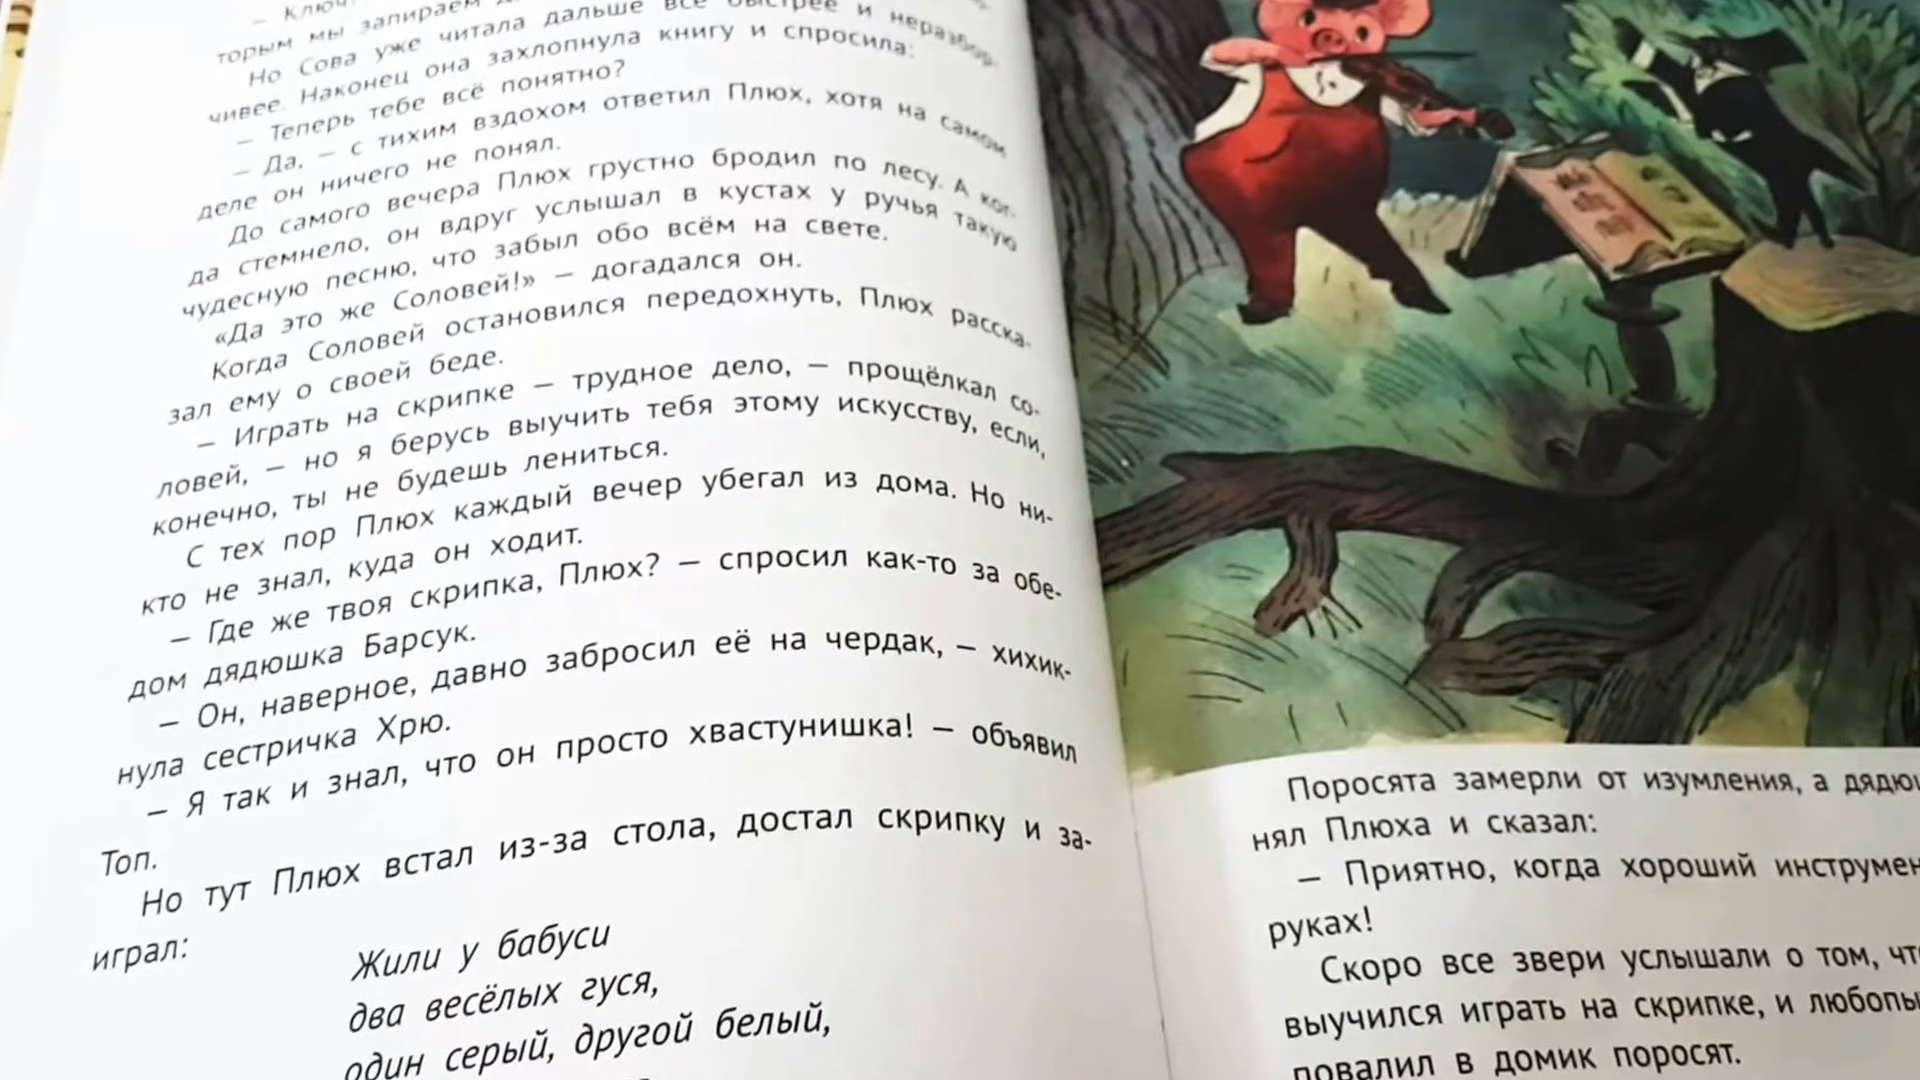 – Ключ!
торым мы запираем
Но Сова уже читала дальше всё быстрее и неразбор-
чивее. Наконец она захлопнула книгу и спросила:
– Теперь тебе всё понятно?
– Да, – с тихим вздохом ответил Плюх, хотя на самом
деле он ничего не понял.
До самого вечера Плюх грустно бродил по лесу. А ког-
да стемнело, он вдруг услышал в кустах у ручья такую
чудесную песню, что забыл обо всём на свете.
«Да это же Соловей!» – догадался он.
Когда Соловей остановился передохнуть, Плюх расска-
зал ему о своей беде.
– Играть на скрипке – трудное дело, – прощёлкал со-
ловей, – но я берусь выучить тебя этому искусству, если,
конечно, ты не будешь лениться.
С тех пор Плюх каждый вечер убегал из дома. Но ни-
кто не знал, куда он ходит.
– Где же твоя скрипка, Плюх? – спросил как-то за обе-
дом дядюшка Барсук.
– Он, наверное, давно забросил её на чердак, – хихик-
нула сестричка Хрю.
– Я так и знал, что он просто хвастунишка! – объявил
Топ.
Но тут Плюх встал из-за стола, достал скрипку и за-
играл:
Жили у бабуси
два весёлых гуся,
один серый, другой белый,
Поросята замерли от изумления, а дядюш
нял Плюха и сказал:
– Приятно, когда хороший инструмен
руках!
Скоро все звери услышали о том, чт
выучился играть на скрипке, и любопы
повалил в домик поросят.